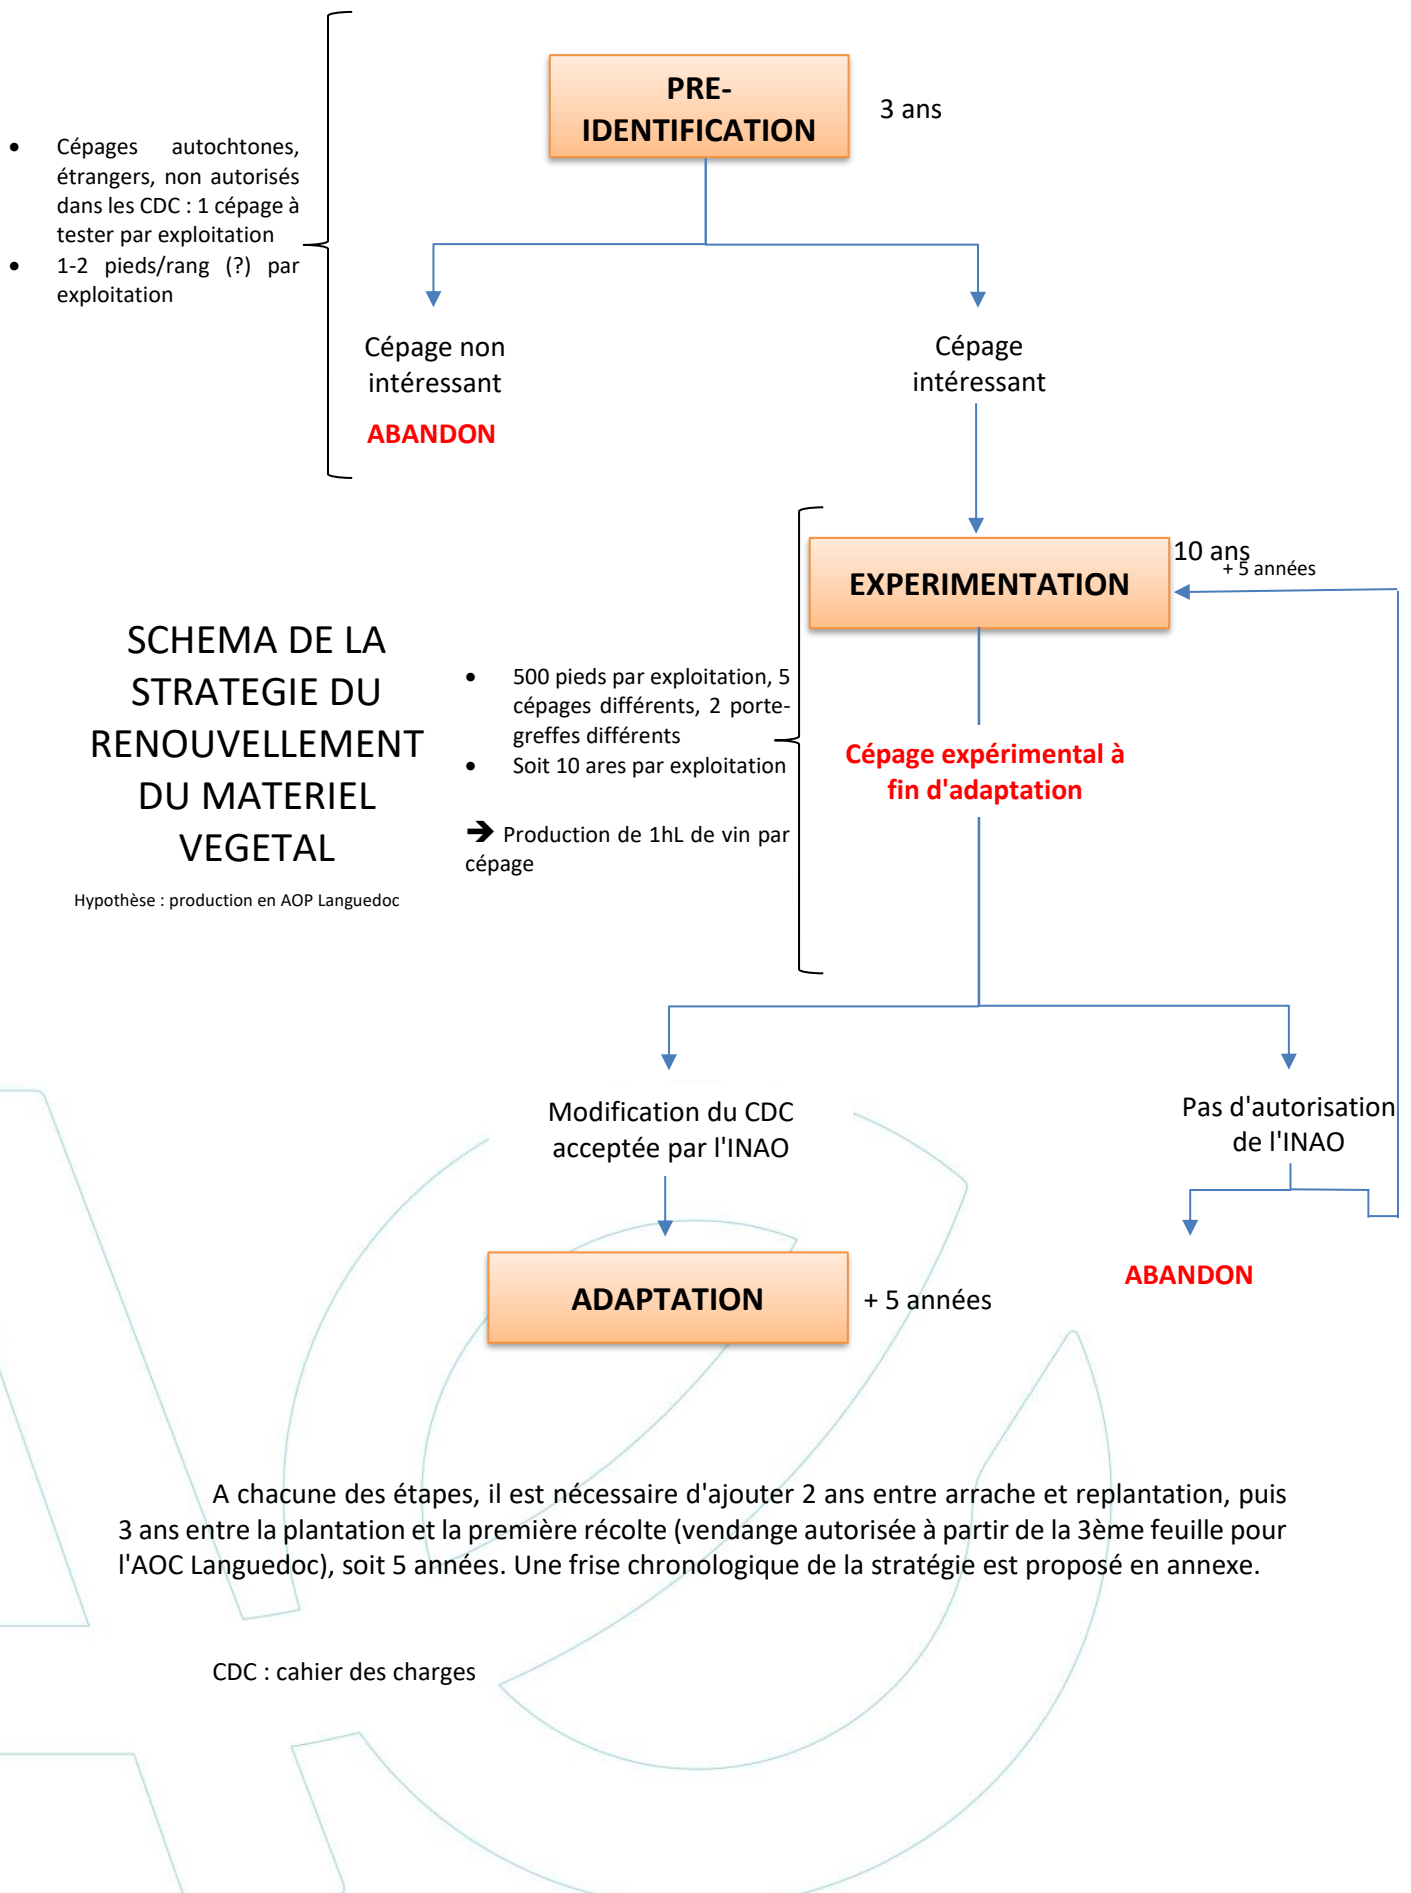 PRE-
IDENTIFICATION
3 ans
• Cépages autochtones,
étrangers, non autorisés
dans les CDC : 1 cépage à
tester par exploitation
• 1-2 pieds/rang (?) par
exploitation
Cépage non
intéressant
ABANDON
Cépage
intéressant
EXPERIMENTATION
10 ans
+ 5 années
SCHEMA DE LA
STRATEGIE DU
RENOUVELLEMENT
DU MATERIEL
VEGETAL
Hypothèse : production en AOP Languedoc
• 500 pieds par exploitation, 5
cépages différents, 2 porte-
greffes différents
• Soit 10 ares par exploitation
➔ Production de 1hL de vin par
cépage
Cépage expérimental à
fin d'adaptation
Modification du CDC
acceptée par l'INAO
Pas d'autorisation
de l'INAO
ABANDON
ADAPTATION
+ 5 années
A chacune des étapes, il est nécessaire d'ajouter 2 ans entre arrache et replantation, puis
3 ans entre la plantation et la première récolte (vendange autorisée à partir de la 3ème feuille pour
l'AOC Languedoc), soit 5 années. Une frise chronologique de la stratégie est proposé en annexe.
CDC : cahier des charges